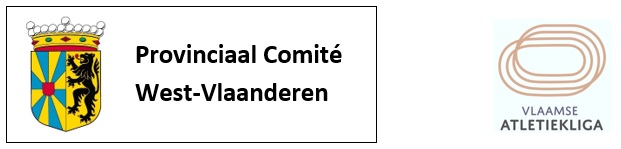 Provinciaal Comité
West-Vlaanderen
VLAAMSE
ATLETIEKLIGA